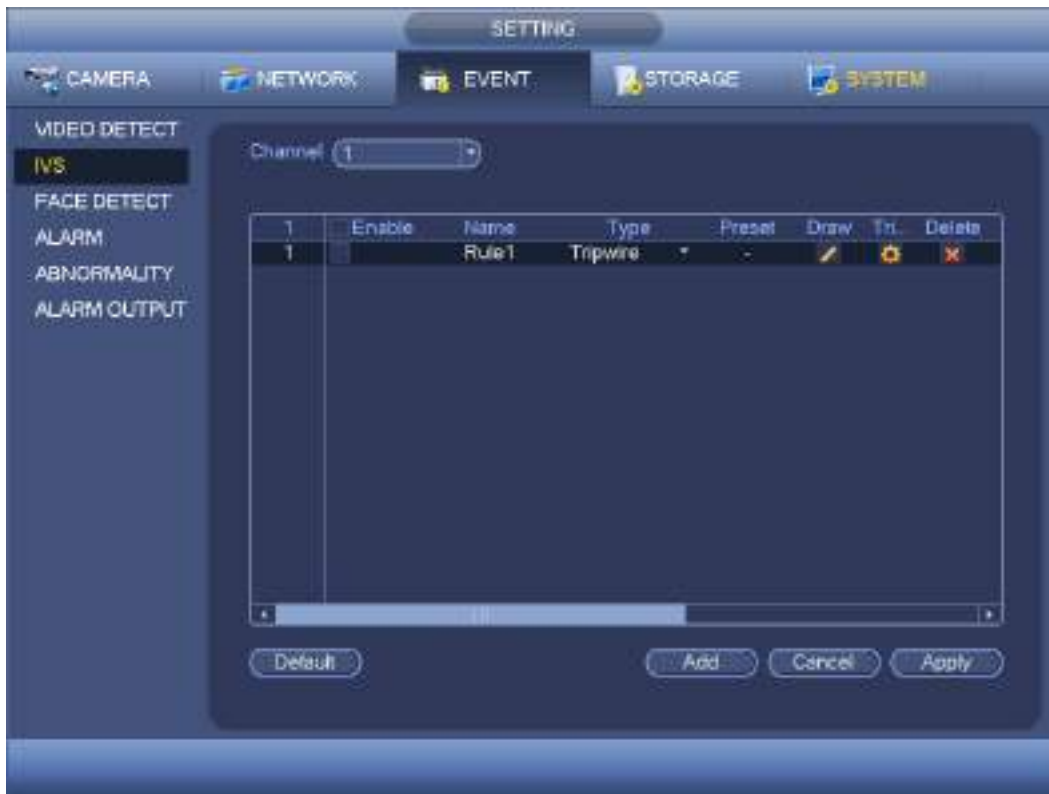 SETTING
CAMERA NETWORK EVENT STORAGE SYSTEM
VIDEO DETECT
IVS
FACE DETECT
ALARM
ABNORMALITY
ALARM OUTPUT
Channel 1
1 Enable Name Type Preset Draw Tri.. Delete
1 Rule1 Tripwire -
Default Add Cancel Apply